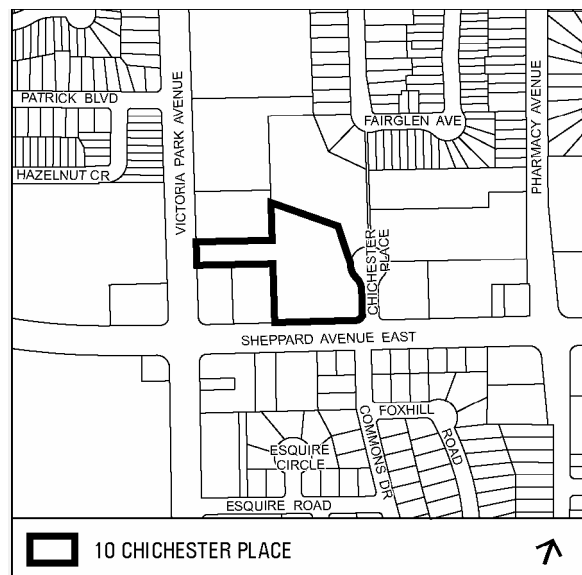 PATRICK BLVD
HAZELNUT CR
VICTORIA PARK AVENUE
FAIRGLEN AVE
PHARMACY AVENUE
CHICHESTER
PLACE
SHEPPARD AVENUE EAST
FOXHILL
ROAD
COMMONS DR
ESQUIRE
CIRCLE
ESQUIRE ROAD
10 CHICHESTER PLACE